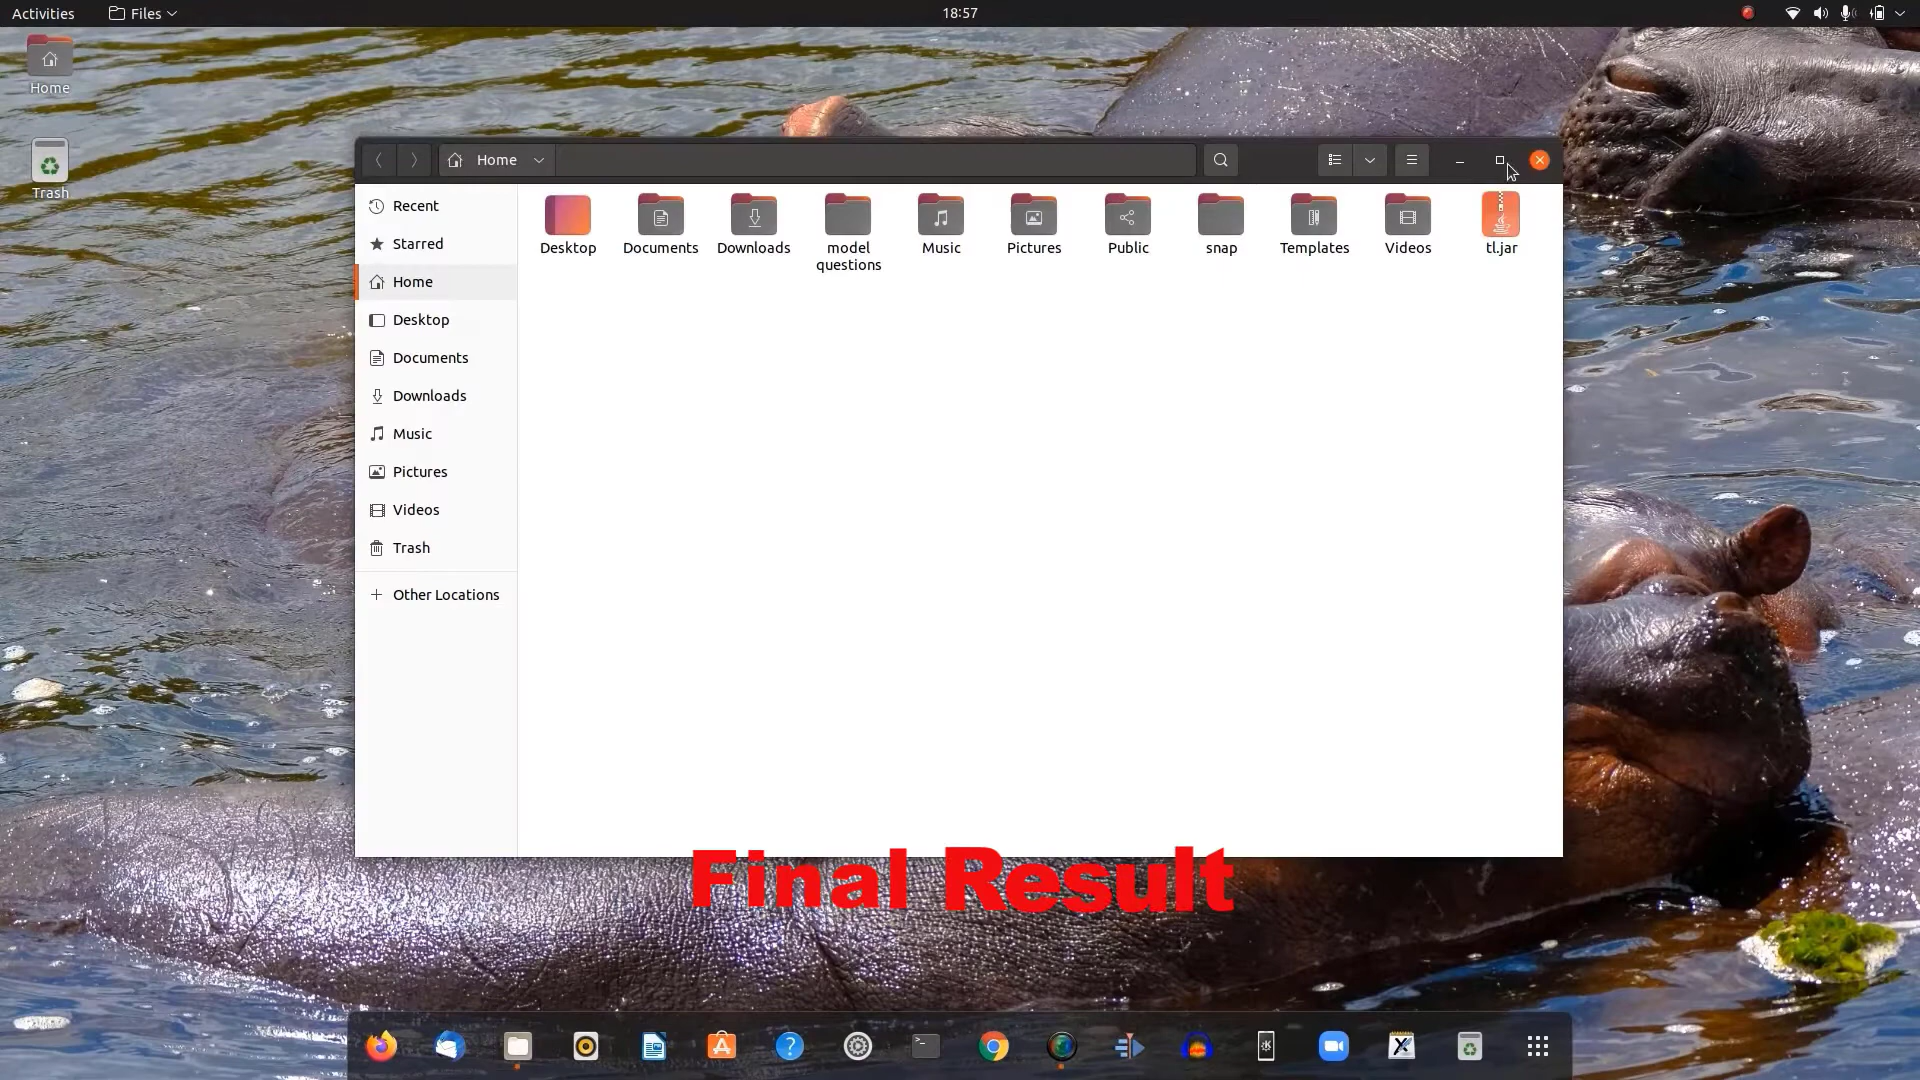 Activities
Files
18:57
Home
Trash
Home
Recent
Starred
Home
Desktop
Documents
Downloads
Music
Pictures
Videos
Trash
Other Locations
Desktop
Documents
Downloads
model
questions
Music
Pictures
Public
snap
Templates
Videos
tl.jar
Final Result